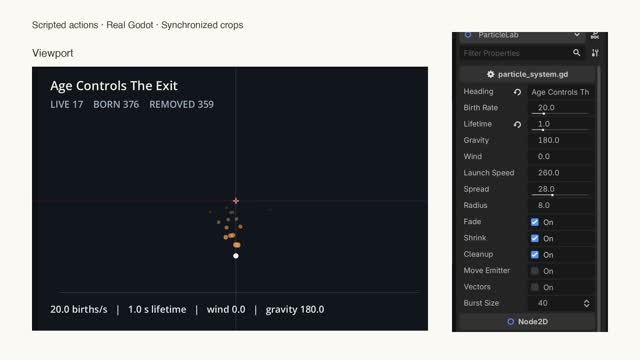 Scripted actions · Real Godot · Synchronized crops
Viewport
Age Controls The Exit
LIVE 17 BORN 376 REMOVED 359
20.0 births/s | 1.0 s lifetime | wind 0.0 | gravity 180.0
ParticleLab
Filter Properties
particle_system.gd
Heading Age Controls Th
Birth Rate 20.0
Lifetime 1.0
Gravity 180.0
Wind 0.0
Launch Speed 260.0
Spread 28.0
Radius 8.0
Fade On
Shrink On
Cleanup On
Move Emitter On
Vectors On
Burst Size 40
Node2D